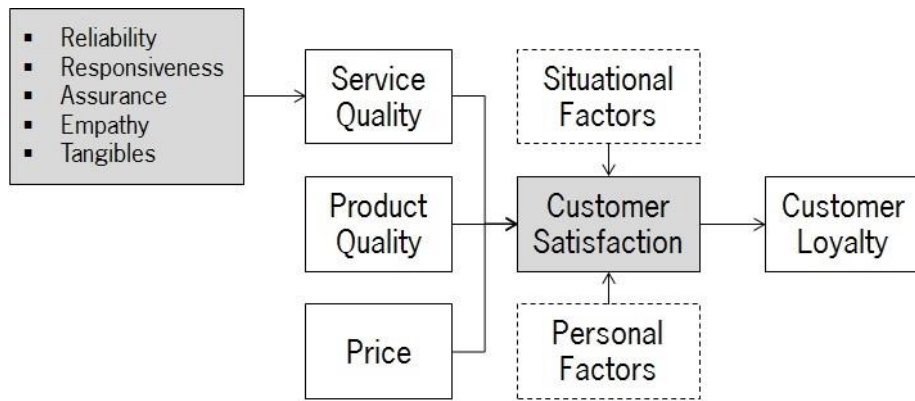 ▪ Reliability
▪ Responsiveness
▪ Assurance
▪ Empathy
▪ Tangibles
Service
Quality
Product
Quality
Price
Situational
Factors
Customer
Satisfaction
Personal
Factors
Customer
Loyalty